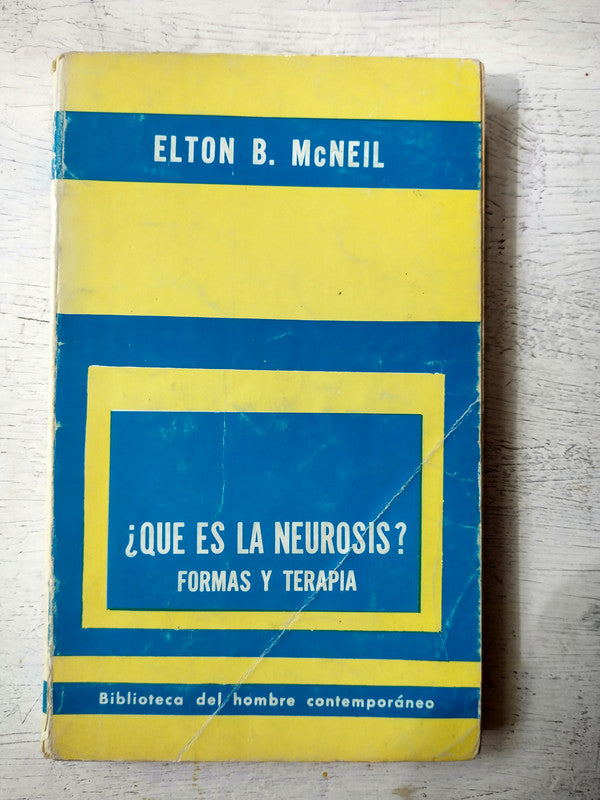 ELTON B. McNEIL
¿QUE ES LA NEUROSIS?
FORMAS Y TERAPIA
Biblioteca del hombre contemporáneo